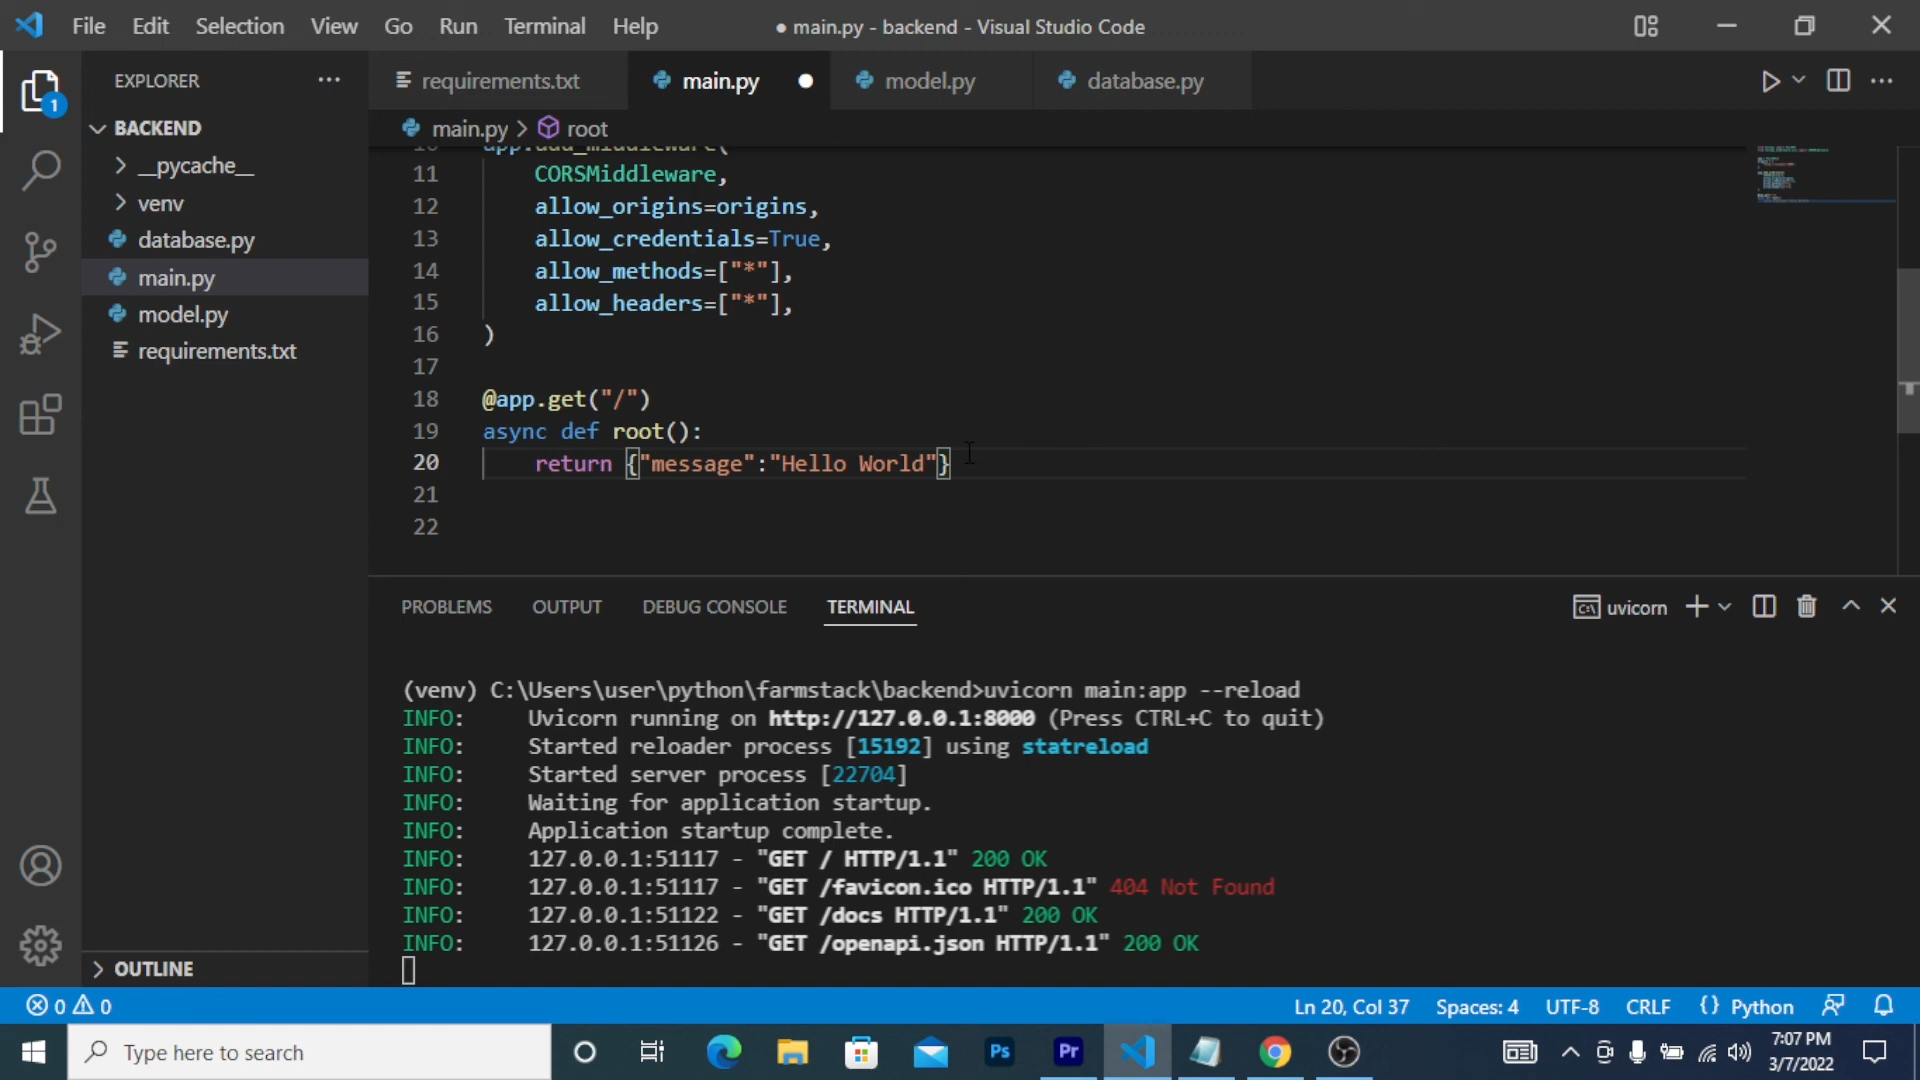 File Edit Selection View Go Run Terminal Help ● main.py - backend - Visual Studio Code
EXPLORER ···
requirements.txt main.py ● model.py database.py
1
BACKEND
main.py > root
__pycache__
venv
database.py
main.py
model.py
requirements.txt
10 app.add_middleware(
11 CORSMiddleware,
12 allow_origins=origins,
13 allow_credentials=True,
14 allow_methods=["*"],
15 allow_headers=["*"],
16 )
17
18 @app.get("/")
19 async def root():
20 return {"message":"Hello World"}
21
22
PROBLEMS OUTPUT DEBUG CONSOLE TERMINAL uvicorn
(venv) C:\Users\user\python\farmstack\backend>uvicorn main:app --reload
INFO: Uvicorn running on http://127.0.0.1:8000 (Press CTRL+C to quit)
INFO: Started reloader process [15192] using statreload
INFO: Started server process [22704]
INFO: Waiting for application startup.
INFO: Application startup complete.
INFO: 127.0.0.1:51117 - "GET / HTTP/1.1" 200 OK
INFO: 127.0.0.1:51117 - "GET /favicon.ico HTTP/1.1" 404 Not Found
INFO: 127.0.0.1:51122 - "GET /docs HTTP/1.1" 200 OK
INFO: 127.0.0.1:51126 - "GET /openapi.json HTTP/1.1" 200 OK
OUTLINE
0 0 Ln 20, Col 37 Spaces: 4 UTF-8 CRLF {} Python
Type here to search Ps Pr 7:07 PM
3/7/2022